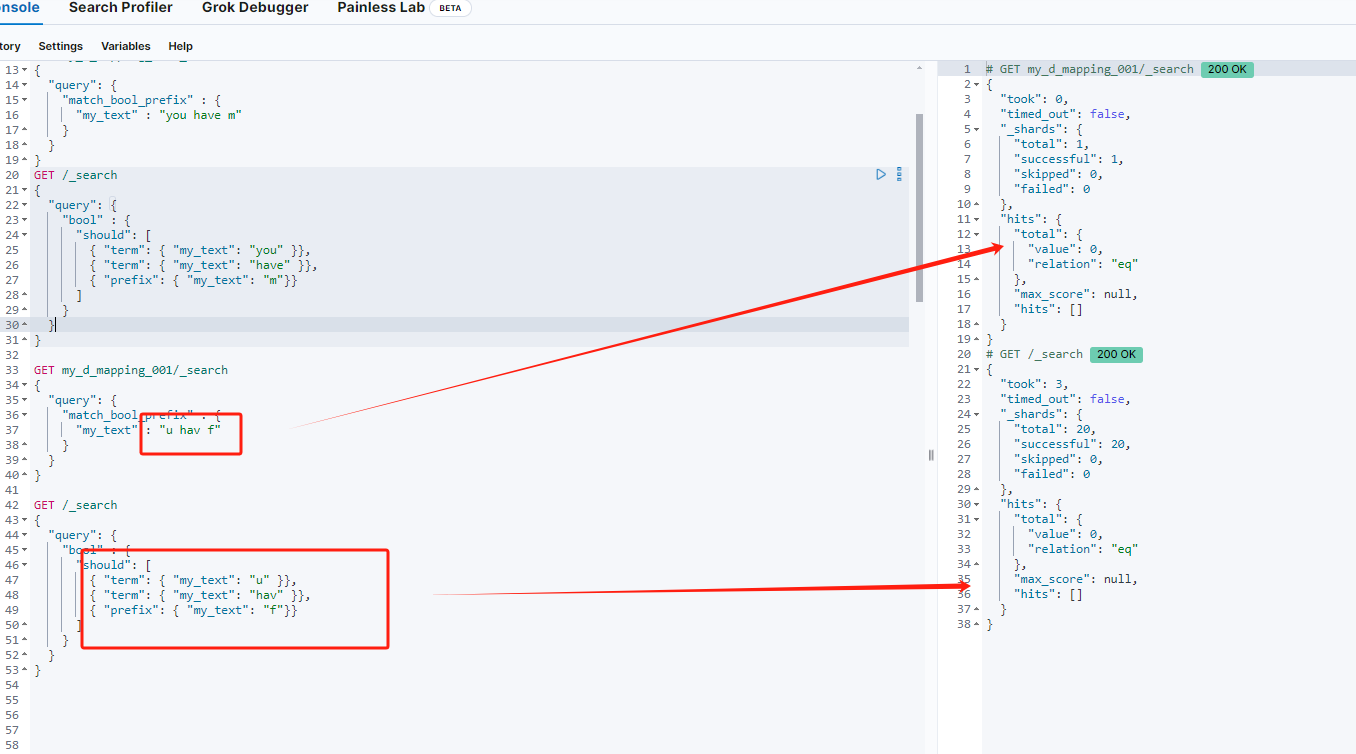 onsole Search Profiler Grok Debugger Painless Lab BETA
tory Settings Variables Help
13 {
14 "query": {
15 "match_bool_prefix" : {
16 "my_text" : "you have m"
17 }
18 }
19 }
20 GET /_search
21 {
22 "query": {
23 "bool" : {
24 "should": [
25 { "term": { "my_text": "you" }},
26 { "term": { "my_text": "have" }},
27 { "prefix": { "my_text": "m"}}
28 ]
29 }
30 }
31 }
32
33 GET my_d_mapping_001/_search
34 {
35 "query": {
36 "match_bool_prefix" : {
37 "my_text" : "u hav f"
38 }
39 }
40 }
41
42 GET /_search
43 {
44 "query": {
45 "bool" : {
46 "should": [
47 { "term": { "my_text": "u" }},
48 { "term": { "my_text": "hav" }},
49 { "prefix": { "my_text": "f"}}
50 ]
51 }
52 }
53 }
54
55
56
57
58
1 # GET my_d_mapping_001/_search 200 OK
2 {
3 "took": 0,
4 "timed_out": false,
5 "_shards": {
6 "total": 1,
7 "successful": 1,
8 "skipped": 0,
9 "failed": 0
10 },
11 "hits": {
12 "total": {
13 "value": 0,
14 "relation": "eq"
15 },
16 "max_score": null,
17 "hits": []
18 }
19 }
20 # GET /_search 200 OK
21 {
22 "took": 3,
23 "timed_out": false,
24 "_shards": {
25 "total": 20,
26 "successful": 20,
27 "skipped": 0,
28 "failed": 0
29 },
30 "hits": {
31 "total": {
32 "value": 0,
33 "relation": "eq"
34 },
35 "max_score": null,
36 "hits": []
37 }
38 }